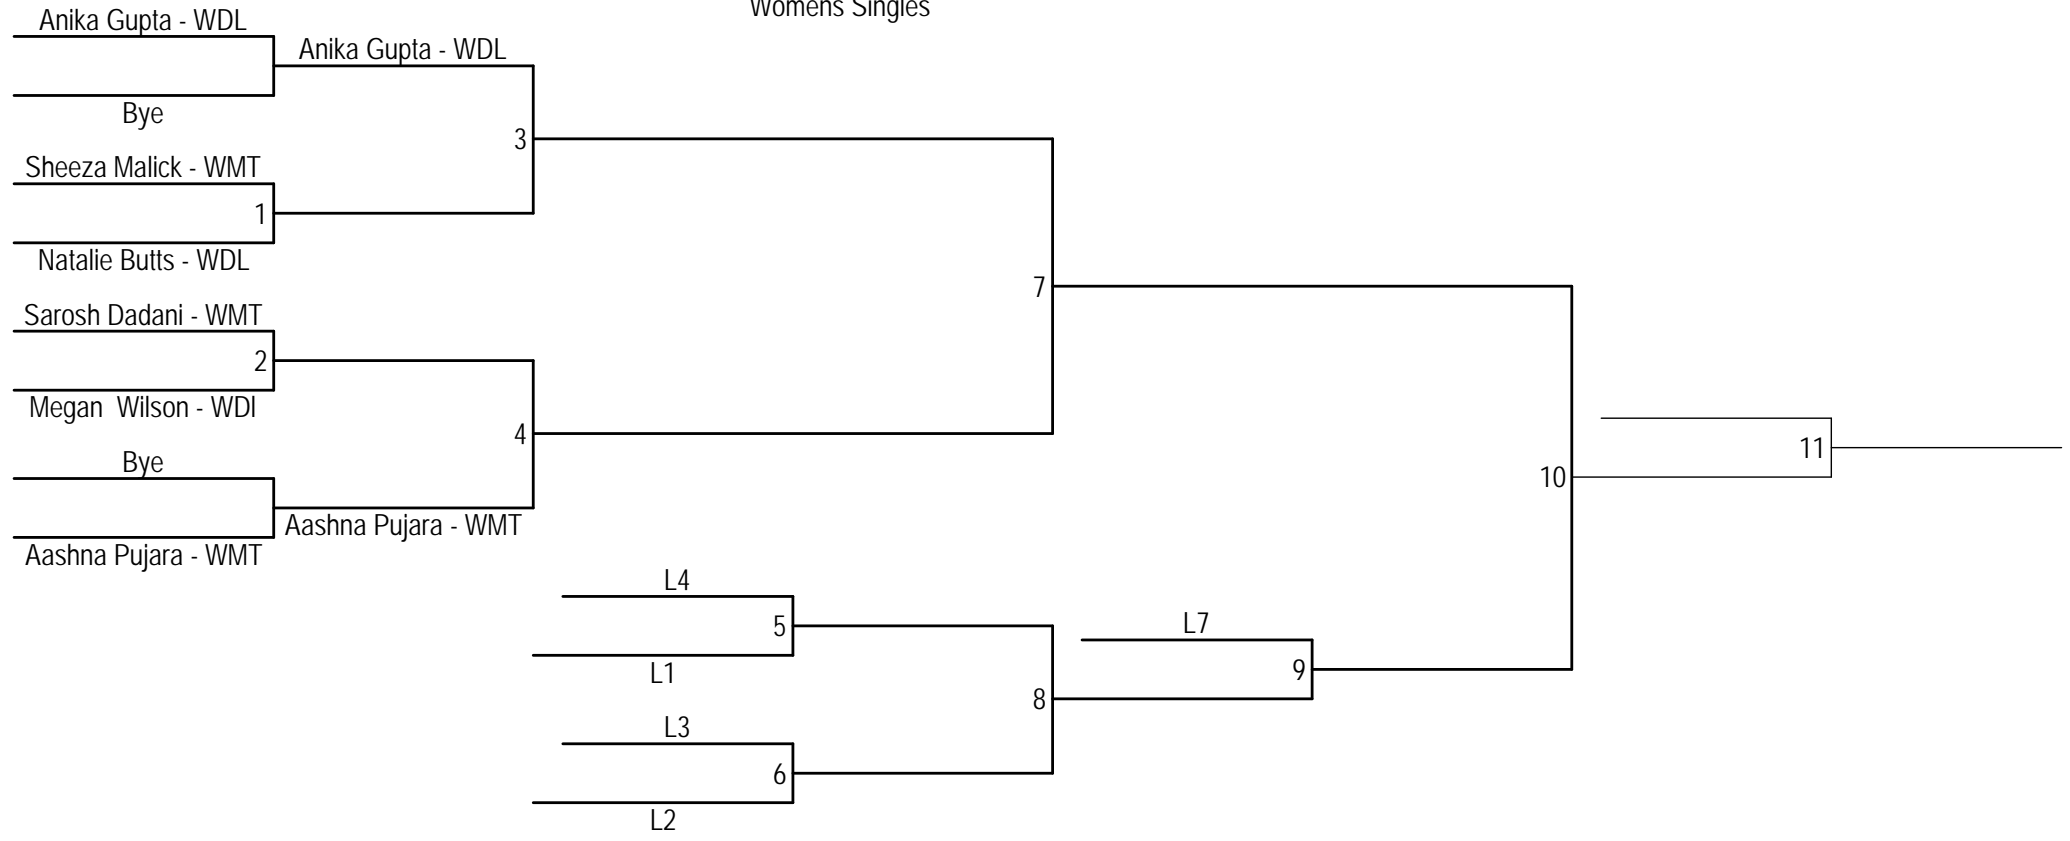 Womens Singles
Anika Gupta - WDL
Anika Gupta - WDL
Bye
3
Sheeza Malick - WMT
1
Natalie Butts - WDL
7
Sarosh Dadani - WMT
2
Megan  Wilson - WDl
4
Bye
11
10
Aashna Pujara - WMT
Aashna Pujara - WMT
L4
5
L7
L1
9
8
L3
6
L2